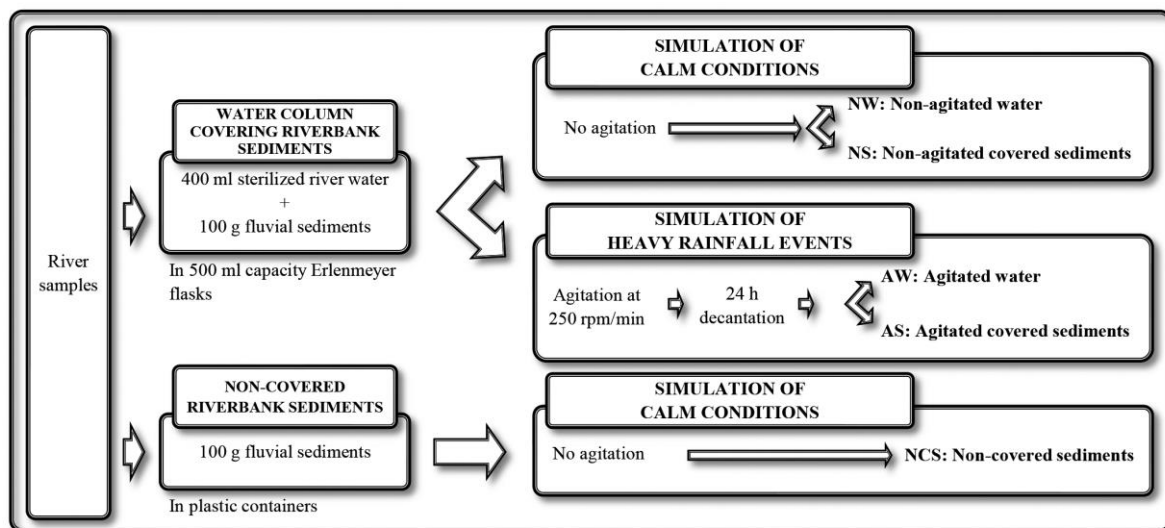 River
samples
WATER COLUMN
COVERING RIVERBANK
SEDIMENTS
400 ml sterilized river water
+
100 g fluvial sediments
In 500 ml capacity Erlenmeyer
flasks
SIMULATION OF
CALM CONDITIONS
No agitation
NW: Non-agitated water
NS: Non-agitated covered sediments
SIMULATION OF
HEAVY RAINFALL EVENTS
Agitation at
250 rpm/min
24 h
decantation
AW: Agitated water
AS: Agitated covered sediments
NON-COVERED
RIVERBANK SEDIMENTS
100 g fluvial sediments
In plastic containers
SIMULATION OF
CALM CONDITIONS
No agitation
NCS: Non-covered sediments